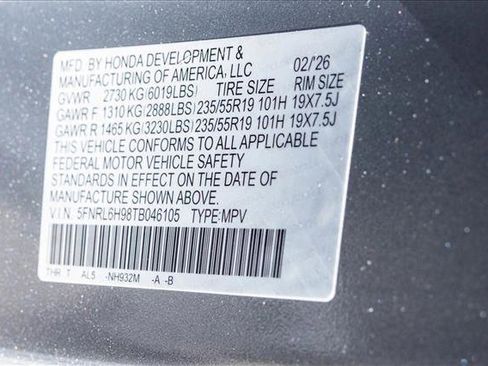 MFD. BY HONDA DEVELOPMENT &
MANUFACTURING OF AMERICA, LLC 02/'26
GVWR 2730 KG (6019LBS) TIRE SIZE RIM SIZE
GAWR F 1310 KG (2888LBS) 235/55R19 101H 19X7.5J
GAWR R 1465 KG (3230LBS) 235/55R19 101H 19X7.5J
THIS VEHICLE CONFORMS TO ALL APPLICABLE
FEDERAL MOTOR VEHICLE SAFETY
STANDARDS IN EFFECT ON THE DATE OF
MANUFACTURE SHOWN ABOVE.
V.I.N. 5FNRL6H98TB046105 TYPE:MPV
THR T AL5 -NH932M -A -B